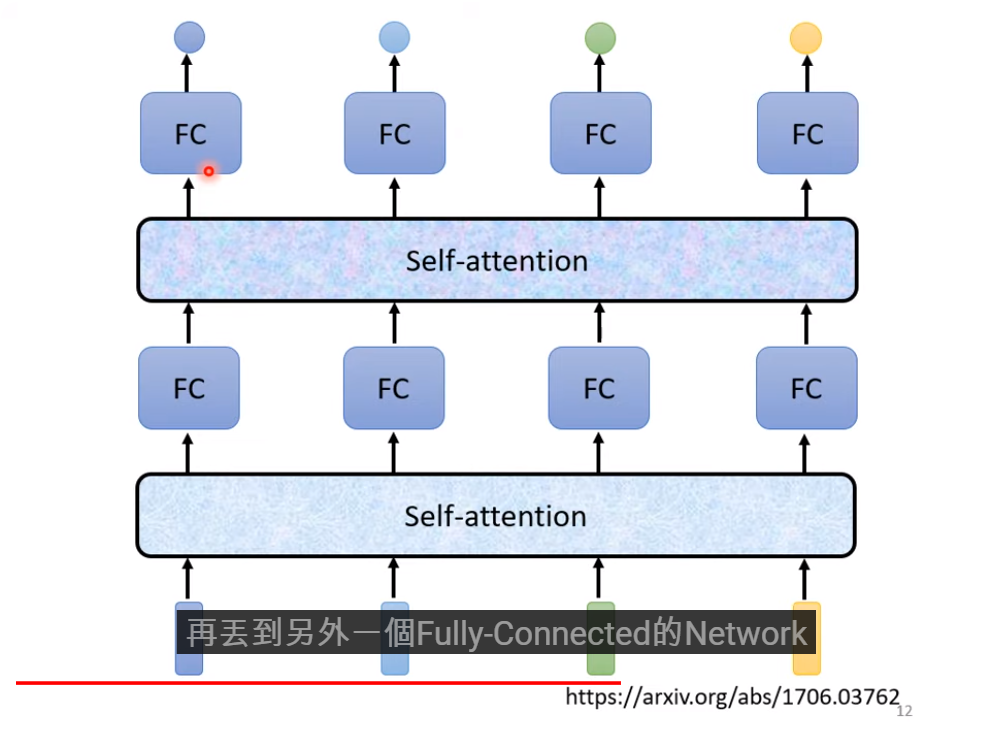 FC FC FC FC
Self-attention
FC FC FC FC
Self-attention
再丟到另外一個Fully-Connected的Network
https://arxiv.org/abs/1706.03762
12